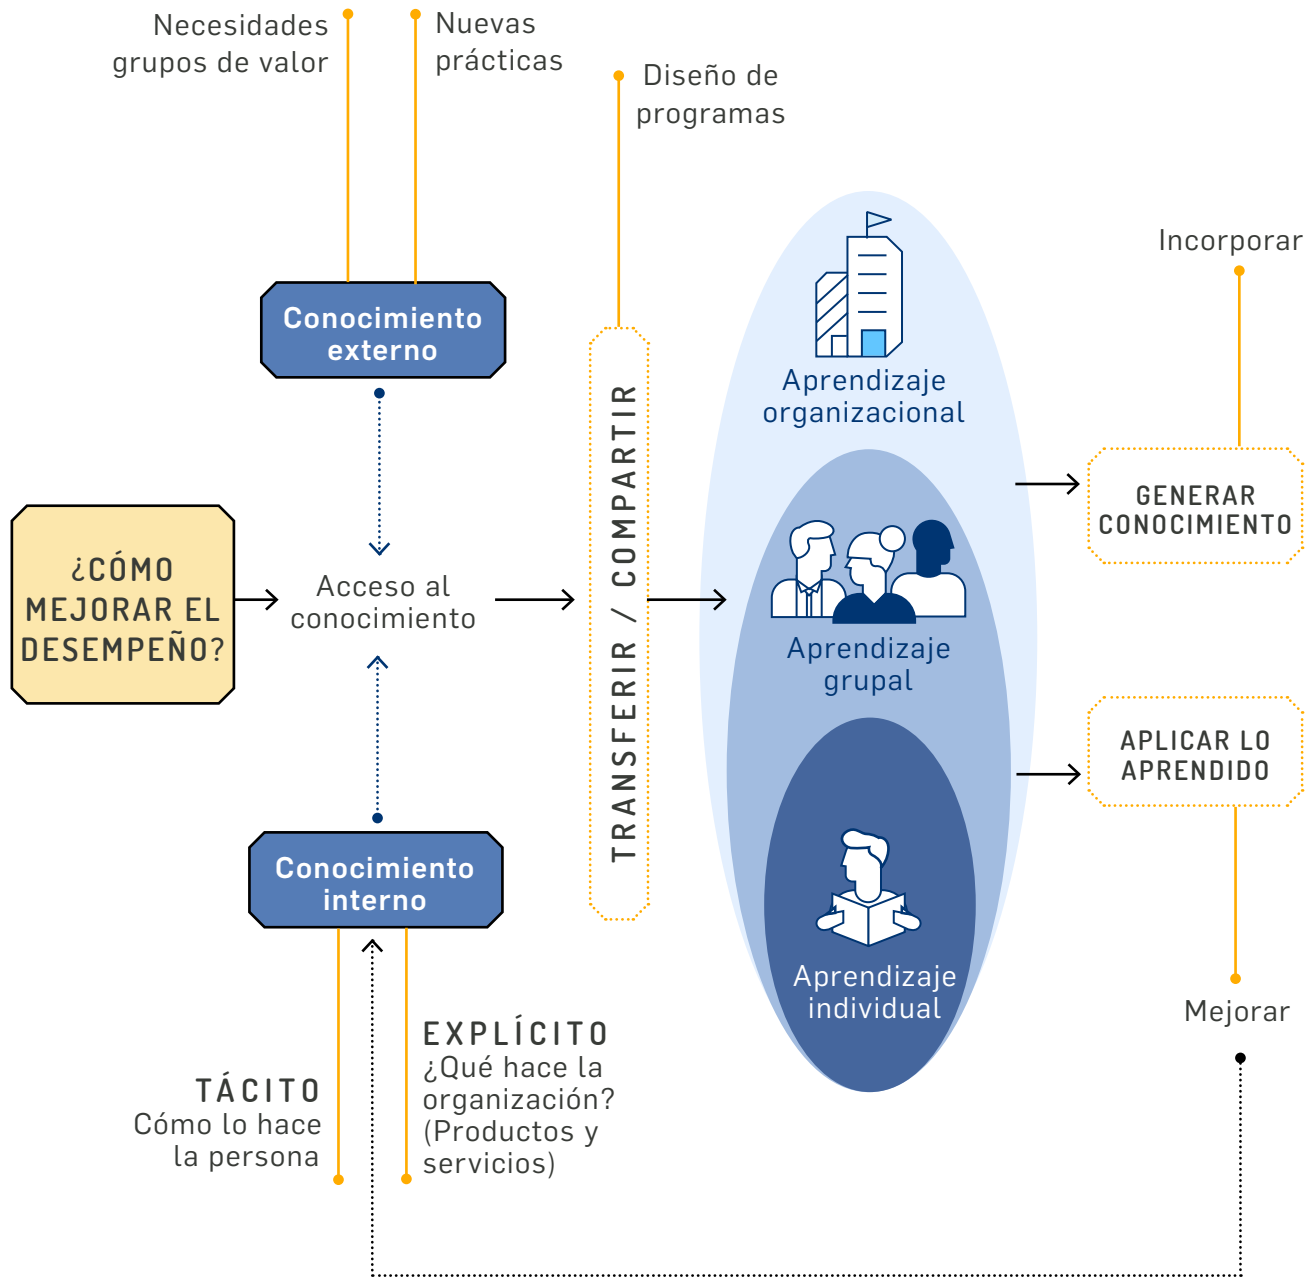 Necesidades
grupos de valor
Nuevas
prácticas
Diseño de
programas
Conocimiento
externo
¿CÓMO
MEJORAR EL
DESEMPEÑO?
Acceso al
conocimiento
Conocimiento
interno
TÁCITO
Cómo lo hace
la persona
EXPLÍCITO
¿Qué hace la
organización?
(Productos y
servicios)
TRANSFERIR / COMPARTIR
Aprendizaje
organizacional
Aprendizaje
grupal
Aprendizaje
individual
Incorporar
GENERAR
CONOCIMIENTO
APLICAR LO
APRENDIDO
Mejorar